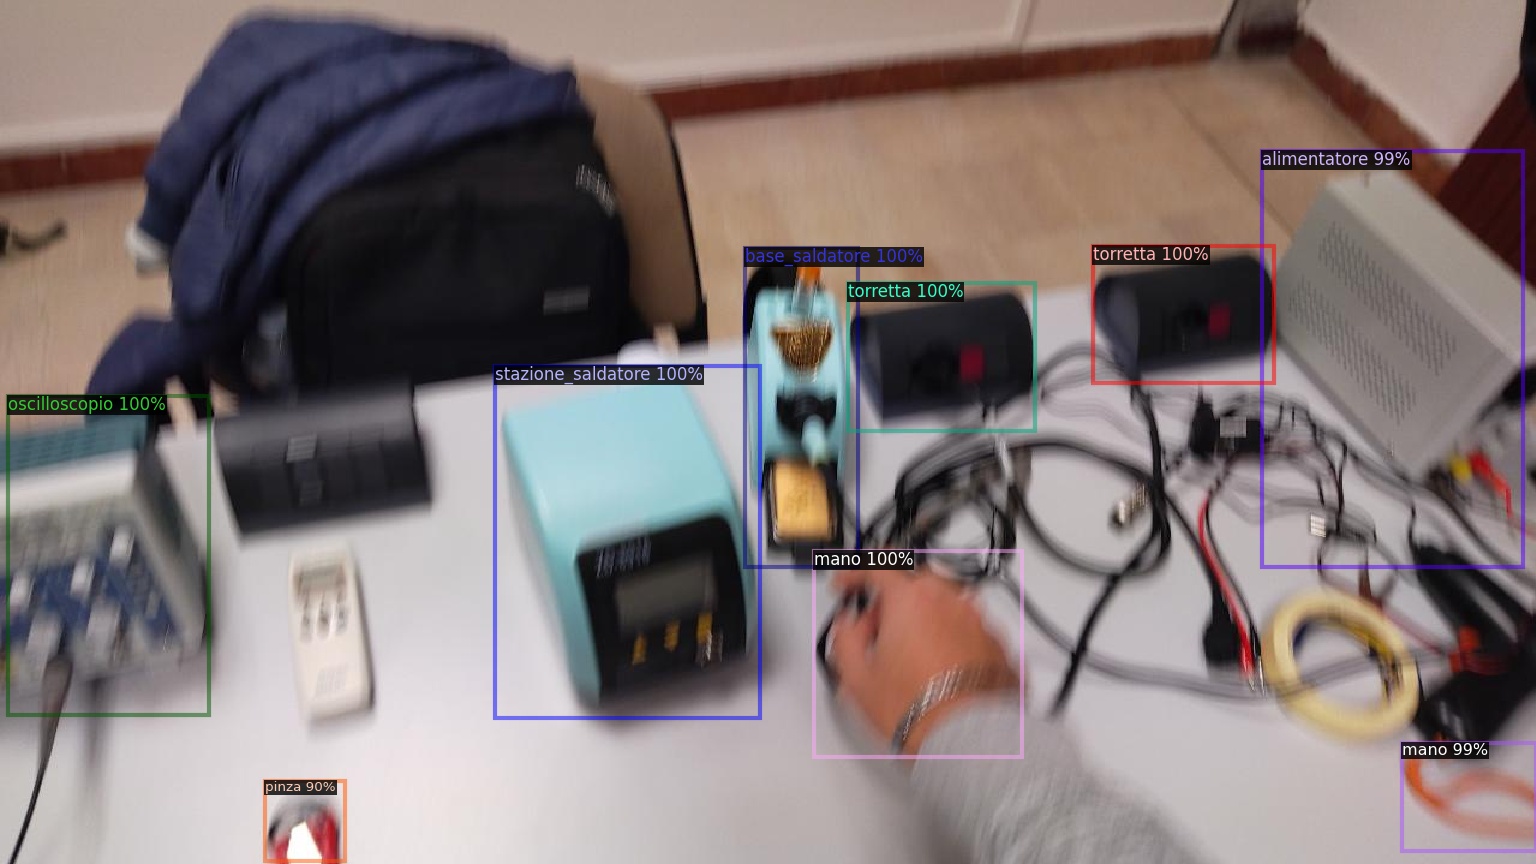 alimentatore 99%
base_saldatore 100%
torretta 100%
torretta 100%
stazione_saldatore 100%
oscilloscopio 100%
mano 100%
mano 99%
pinza 90%